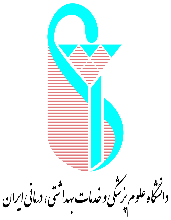 دانشگاه علوم پزشکی و خدمات بهداشتی، درمانی ایران